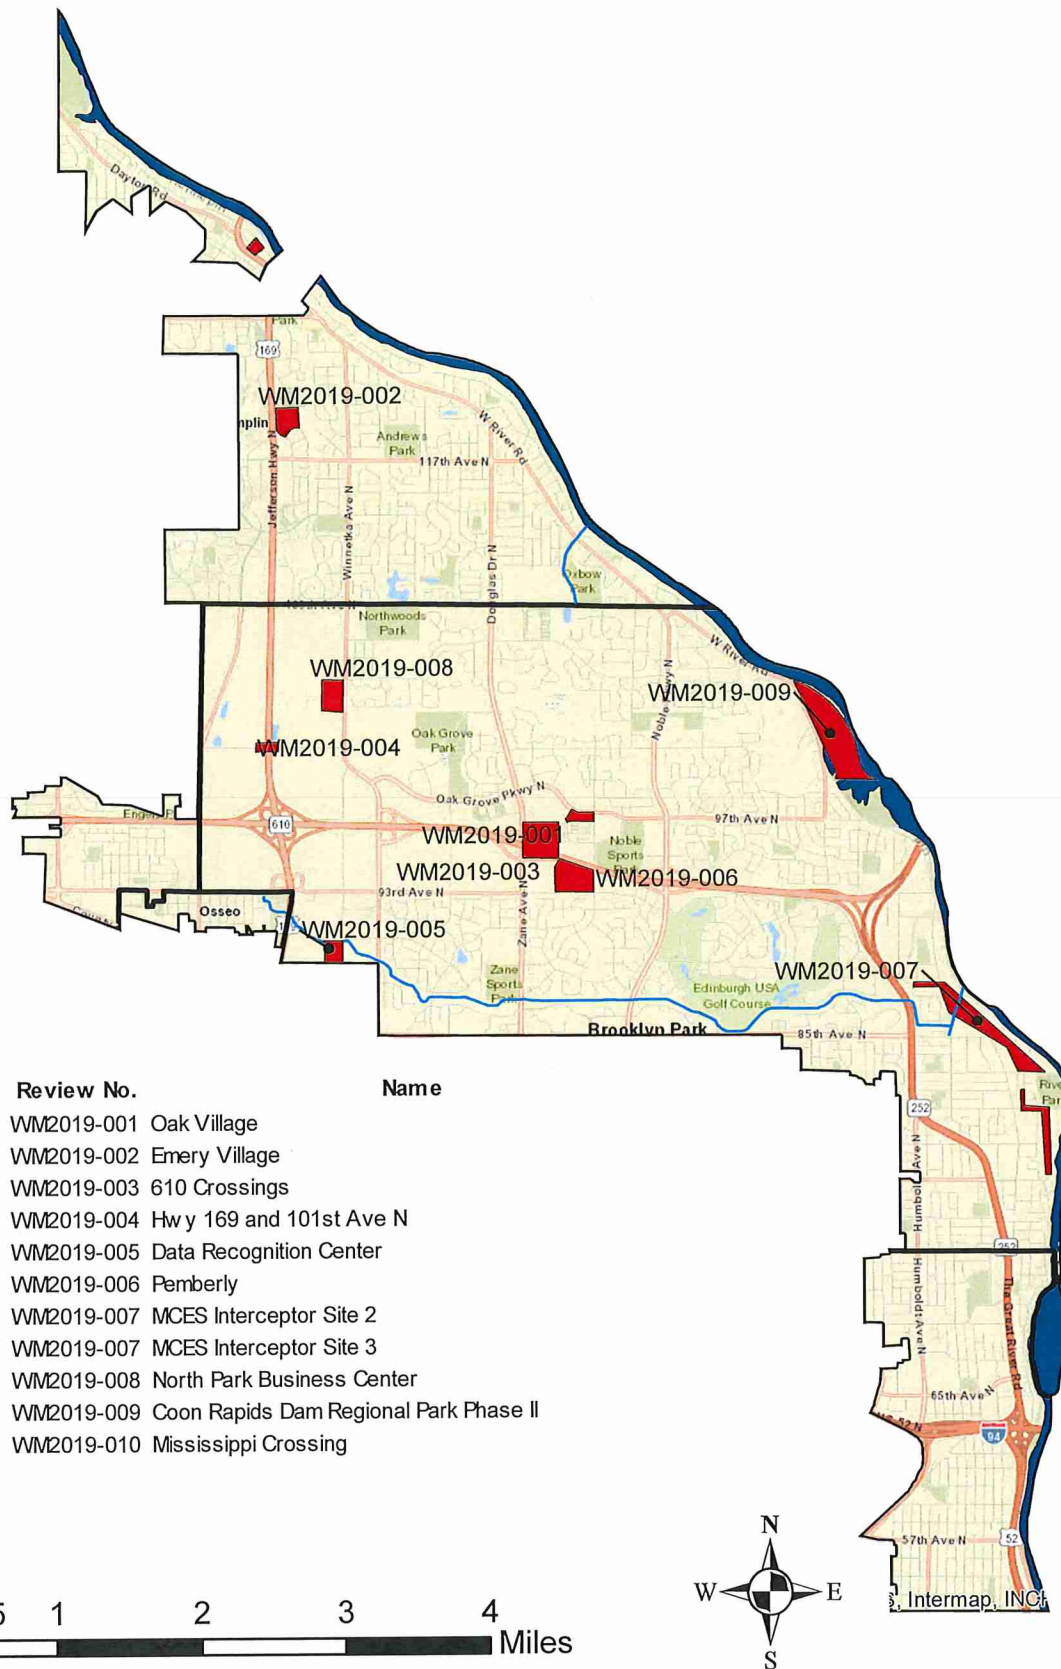 Dayton Rd
Park
169
WM2019-002
mplin
Andrews
Park
W River Rd
117th Ave N
Jefferson Hwy N
Winnetka Ave N
Douglas Dr N
Oxbow
Park
109th Ave N
Northwoods
Park
W River Rd
WM2019-008
WM2019-009
Noble Pkwy N
WM2019-004
Oak Grove
Park
Oak Grove Pkwy N
610
97th Ave N
WM2019-001
Noble
Sports
Park
WM2019-003
WM2019-006
93rd Ave N
Osseo
Zane Ave N
WM2019-005
WM2019-007
Zane
Sports
Park
Edinburgh USA
Golf Course
Brooklyn Park
85th Ave N
Review No. Name
WM2019-001 Oak Village
WM2019-002 Emery Village
WM2019-003 610 Crossings
WM2019-004 Hwy 169 and 101st Ave N
WM2019-005 Data Recognition Center
WM2019-006 Pemberly
WM2019-007 MCES Interceptor Site 2
WM2019-007 MCES Interceptor Site 3
WM2019-008 North Park Business Center
WM2019-009 Coon Rapids Dam Regional Park Phase II
WM2019-010 Mississippi Crossing
252
Humboldt Ave N
252
Humboldt Ave N
The Great River Rd
65th Ave N
US 52 N
94
57th Ave N
52
N
W E
S
s, Intermap, INC
5 1 2 3 4
Miles